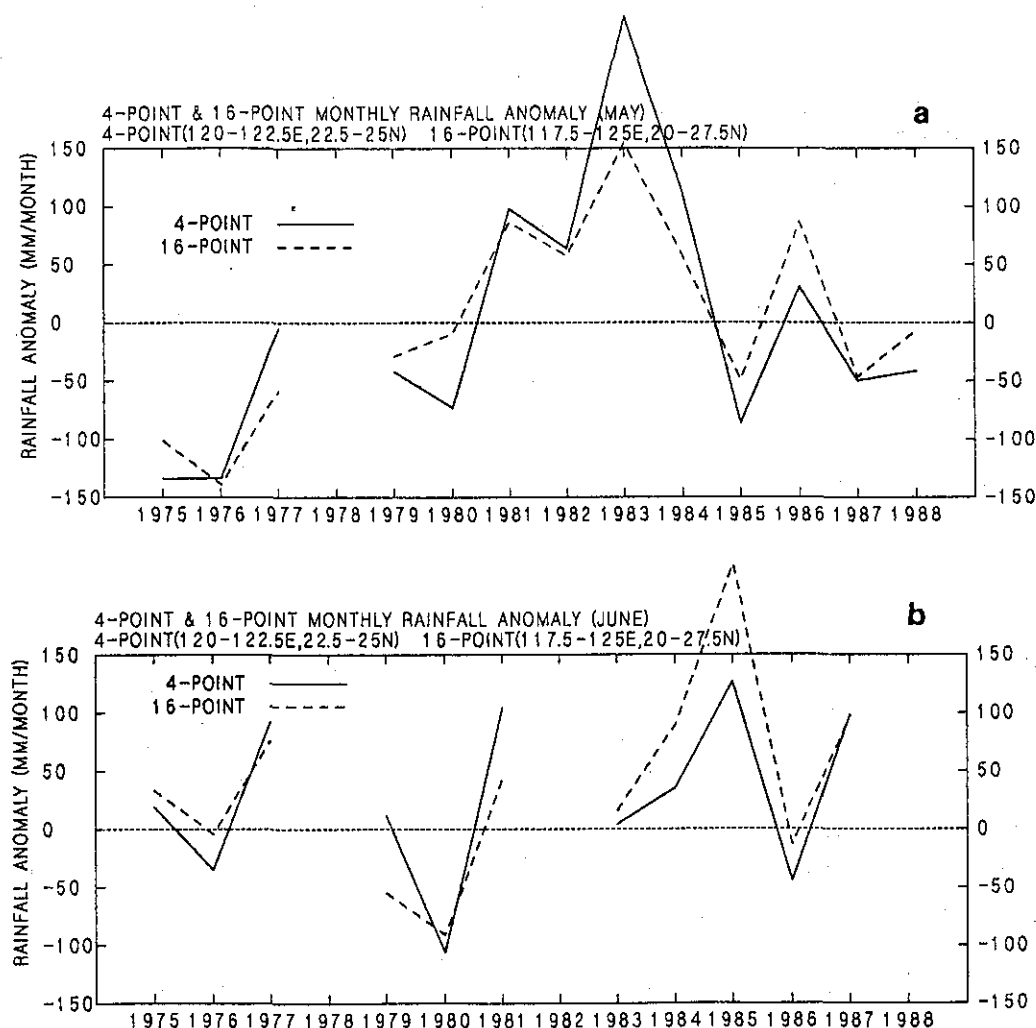 4-POINT & 16-POINT MONTHLY RAINFALL ANOMALY (MAY)
a
4-POINT(120-122.5E,22.5-25N) 16-POINT(117.5-125E,20-27.5N)
RAINFALL ANOMALY (MM/MONTH)
150 150
100 100
4-POINT
16-POINT
50 50
0 0
-50 -50
-100 -100
-150 -150
1975 1976 1977 1978 1979 1980 1981 1982 1983 1984 1985 1986 1987 1988
4-POINT & 16-POINT MONTHLY RAINFALL ANOMALY (JUNE)
b
4-POINT(120-122.5E,22.5-25N) 16-POINT(117.5-125E,20-27.5N)
RAINFALL ANOMALY (MM/MONTH)
150 150
4-POINT
16-POINT
100 100
50 50
0 0
-50 -50
-100 -100
-150 -150
1975 1976 1977 1978 1979 1980 1981 1982 1983 1984 1985 1986 1987 1988